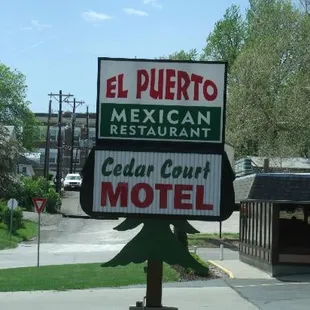 EL PUERTO
MEXICAN
RESTAURANT
Cedar Court
MOTEL